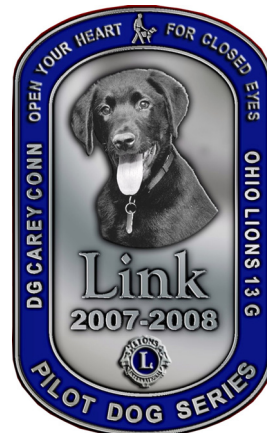 OPEN YOUR HEART FOR CLOSED EYES
DG CAREY CONN
OHIO LIONS 13 G
Link
2007-2008
LIONS
L
INTERNATIONAL
PILOT DOG SERIES